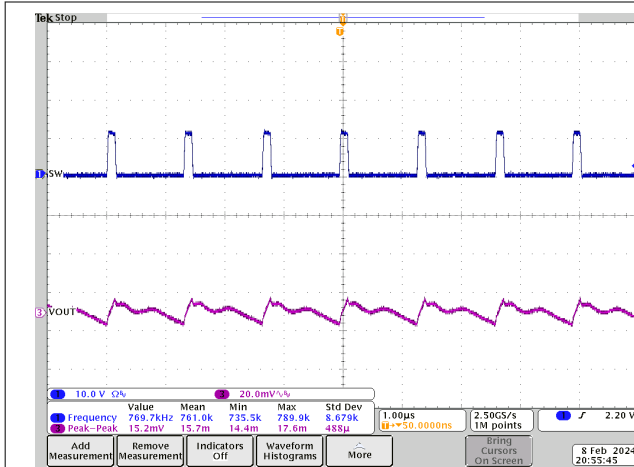 Tek Stop
T
T
1 SW
3 VOUT
1 10.0 V Ω 3 20.0mV
Value Mean Min Max Std Dev
1 Frequency 769.7kHz 761.0k 735.5k 789.9k 8.679k
3 Peak-Peak 15.2mV 15.7m 14.4m 17.6m 488µ
1.00µs
T→▼50.0000ns
2.50GS/s
1M points
1 ∫ 2.20 V
Add Measurement
Remove Measurement
Indicators Off
Waveform Histograms
More
Bring Cursors On Screen
8 Feb 2024
20:55:45